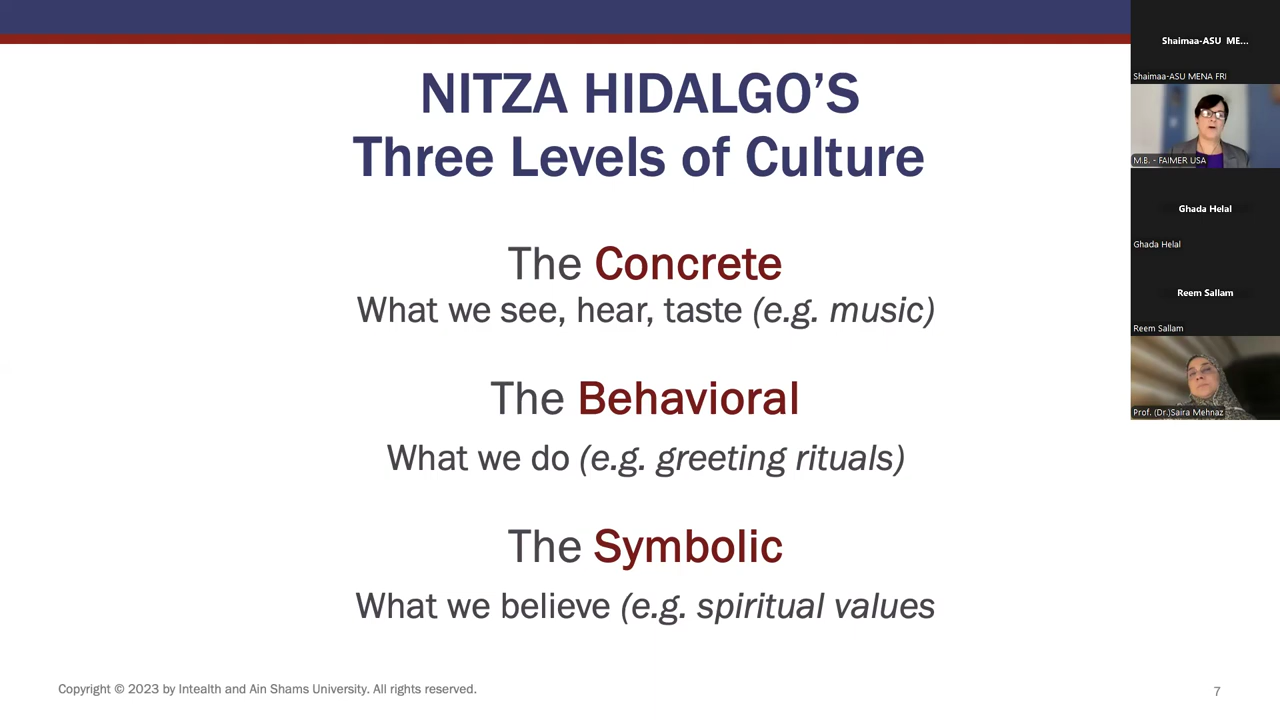 NITZA HIDALGO’S
Three Levels of Culture
The Concrete
What we see, hear, taste (e.g. music)
The Behavioral
What we do (e.g. greeting rituals)
The Symbolic
What we believe (e.g. spiritual values
Copyright © 2023 by Intealth and Ain Shams University. All rights reserved.
7
Shaimaa-ASU ME...
Shaimaa-ASU MENA FRI
M.B. - FAIMER USA
Ghada Helal
Ghada Helal
Reem Sallam
Reem Sallam
Prof. (Dr.)Saira Mehnaz